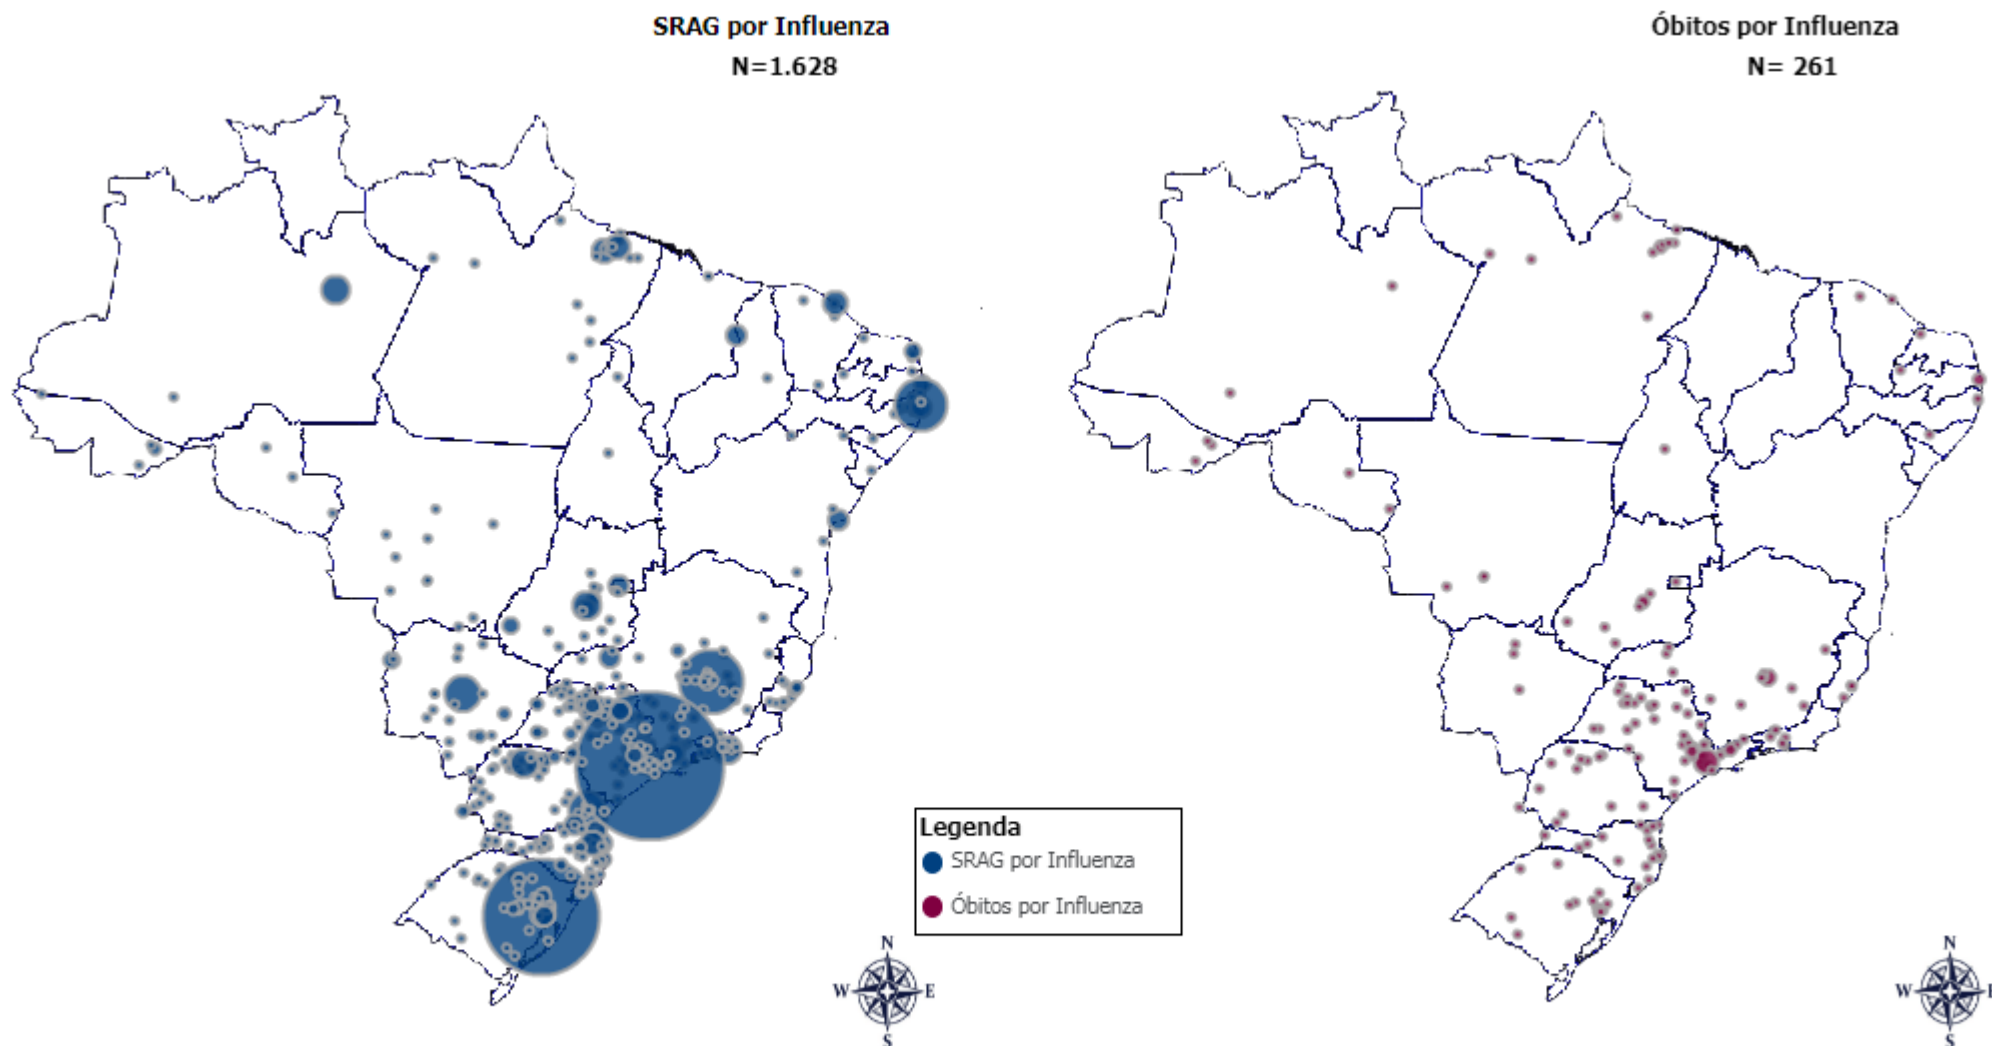 SRAG por Influenza
N=1.628
Óbitos por Influenza
N= 261
Legenda
SRAG por Influenza
Óbitos por Influenza
N
W
E
S
N
W
E
S